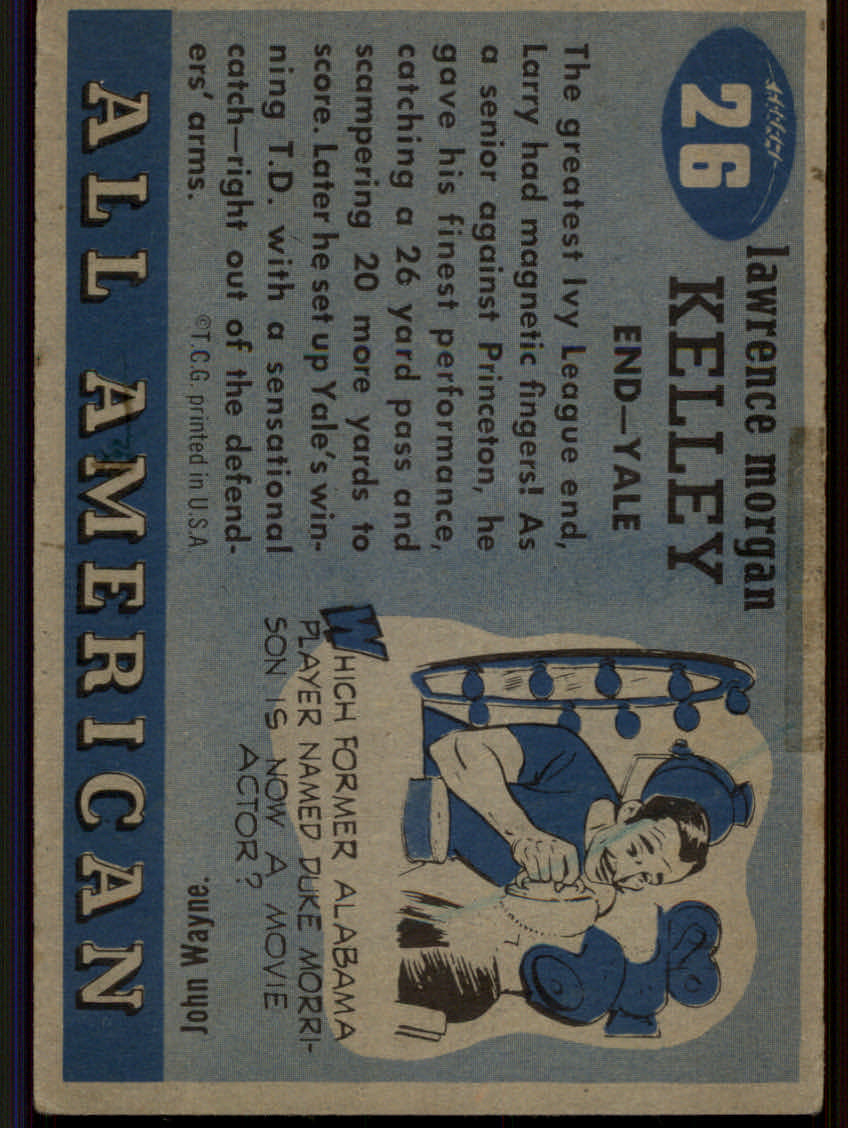 26
lawrence morgan
KELLEY
END—YALE
The greatest Ivy League end,
Larry had magnetic fingers! As
a senior against Princeton, he
gave his finest performance,
catching a 26 yard pass and
scampering 20 more yards to
score. Later he set up Yale's win-
ning T.D. with a sensational
catch—right out of the defend-
ers' arms.
©T.C.G. printed in U.S.A
WHICH FORMER ALABAMA
PLAYER NAMED DUKE MORRI-
SON IS NOW A MOVIE
ACTOR?
John Wayne.
ALL AMERICAN